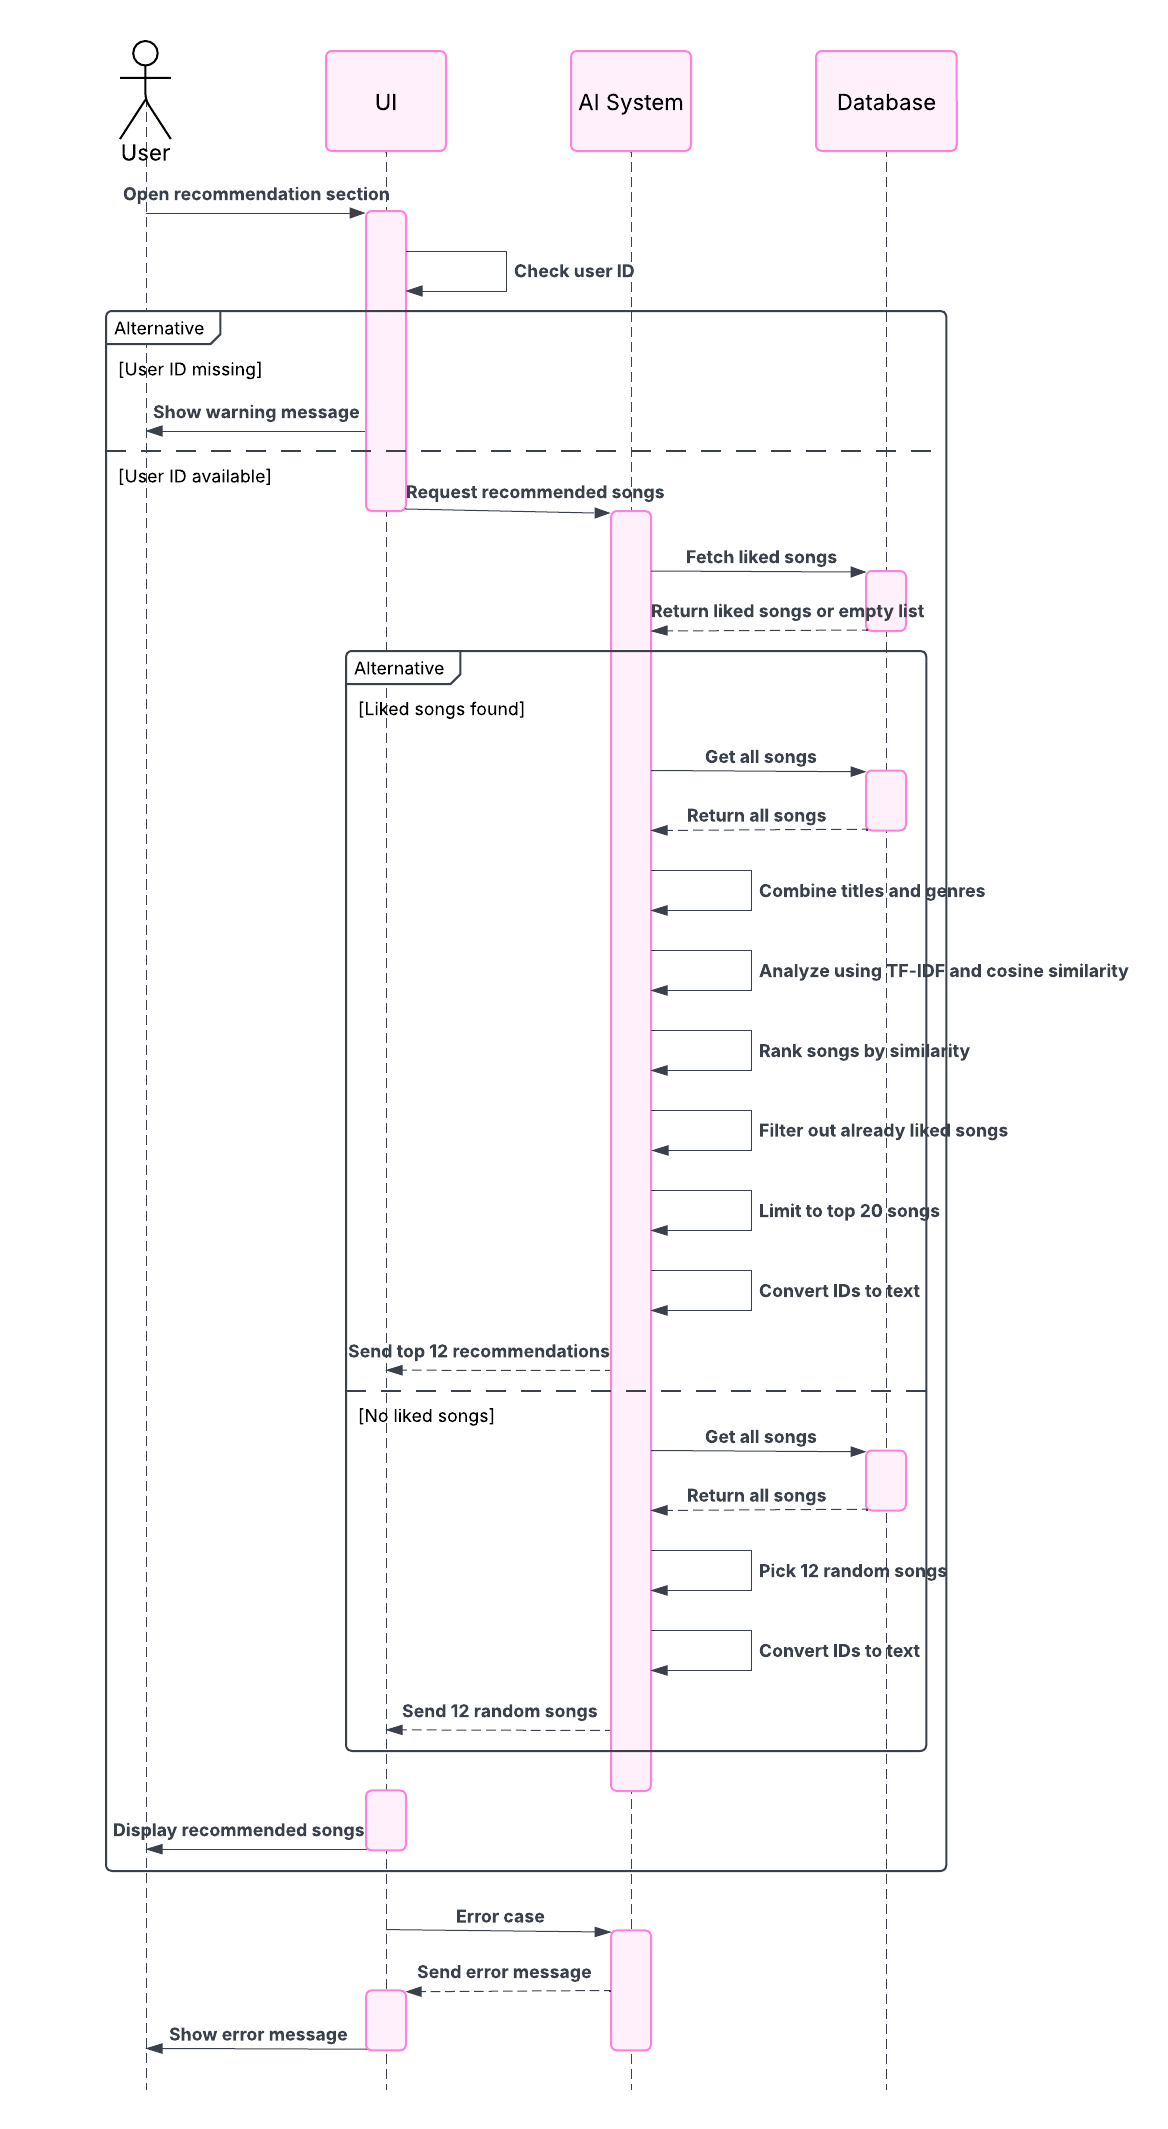 User
UI
AI System
Database
Open recommendation section
Check user ID
Alternative
[User ID missing]
Show warning message
[User ID available]
Request recommended songs
Fetch liked songs
Return liked songs or empty list
Alternative
[Liked songs found]
Get all songs
Return all songs
Combine titles and genres
Analyze using TF-IDF and cosine similarity
Rank songs by similarity
Filter out already liked songs
Limit to top 20 songs
Convert IDs to text
Send top 12 recommendations
[No liked songs]
Get all songs
Return all songs
Pick 12 random songs
Convert IDs to text
Send 12 random songs
Display recommended songs
Error case
Send error message
Show error message